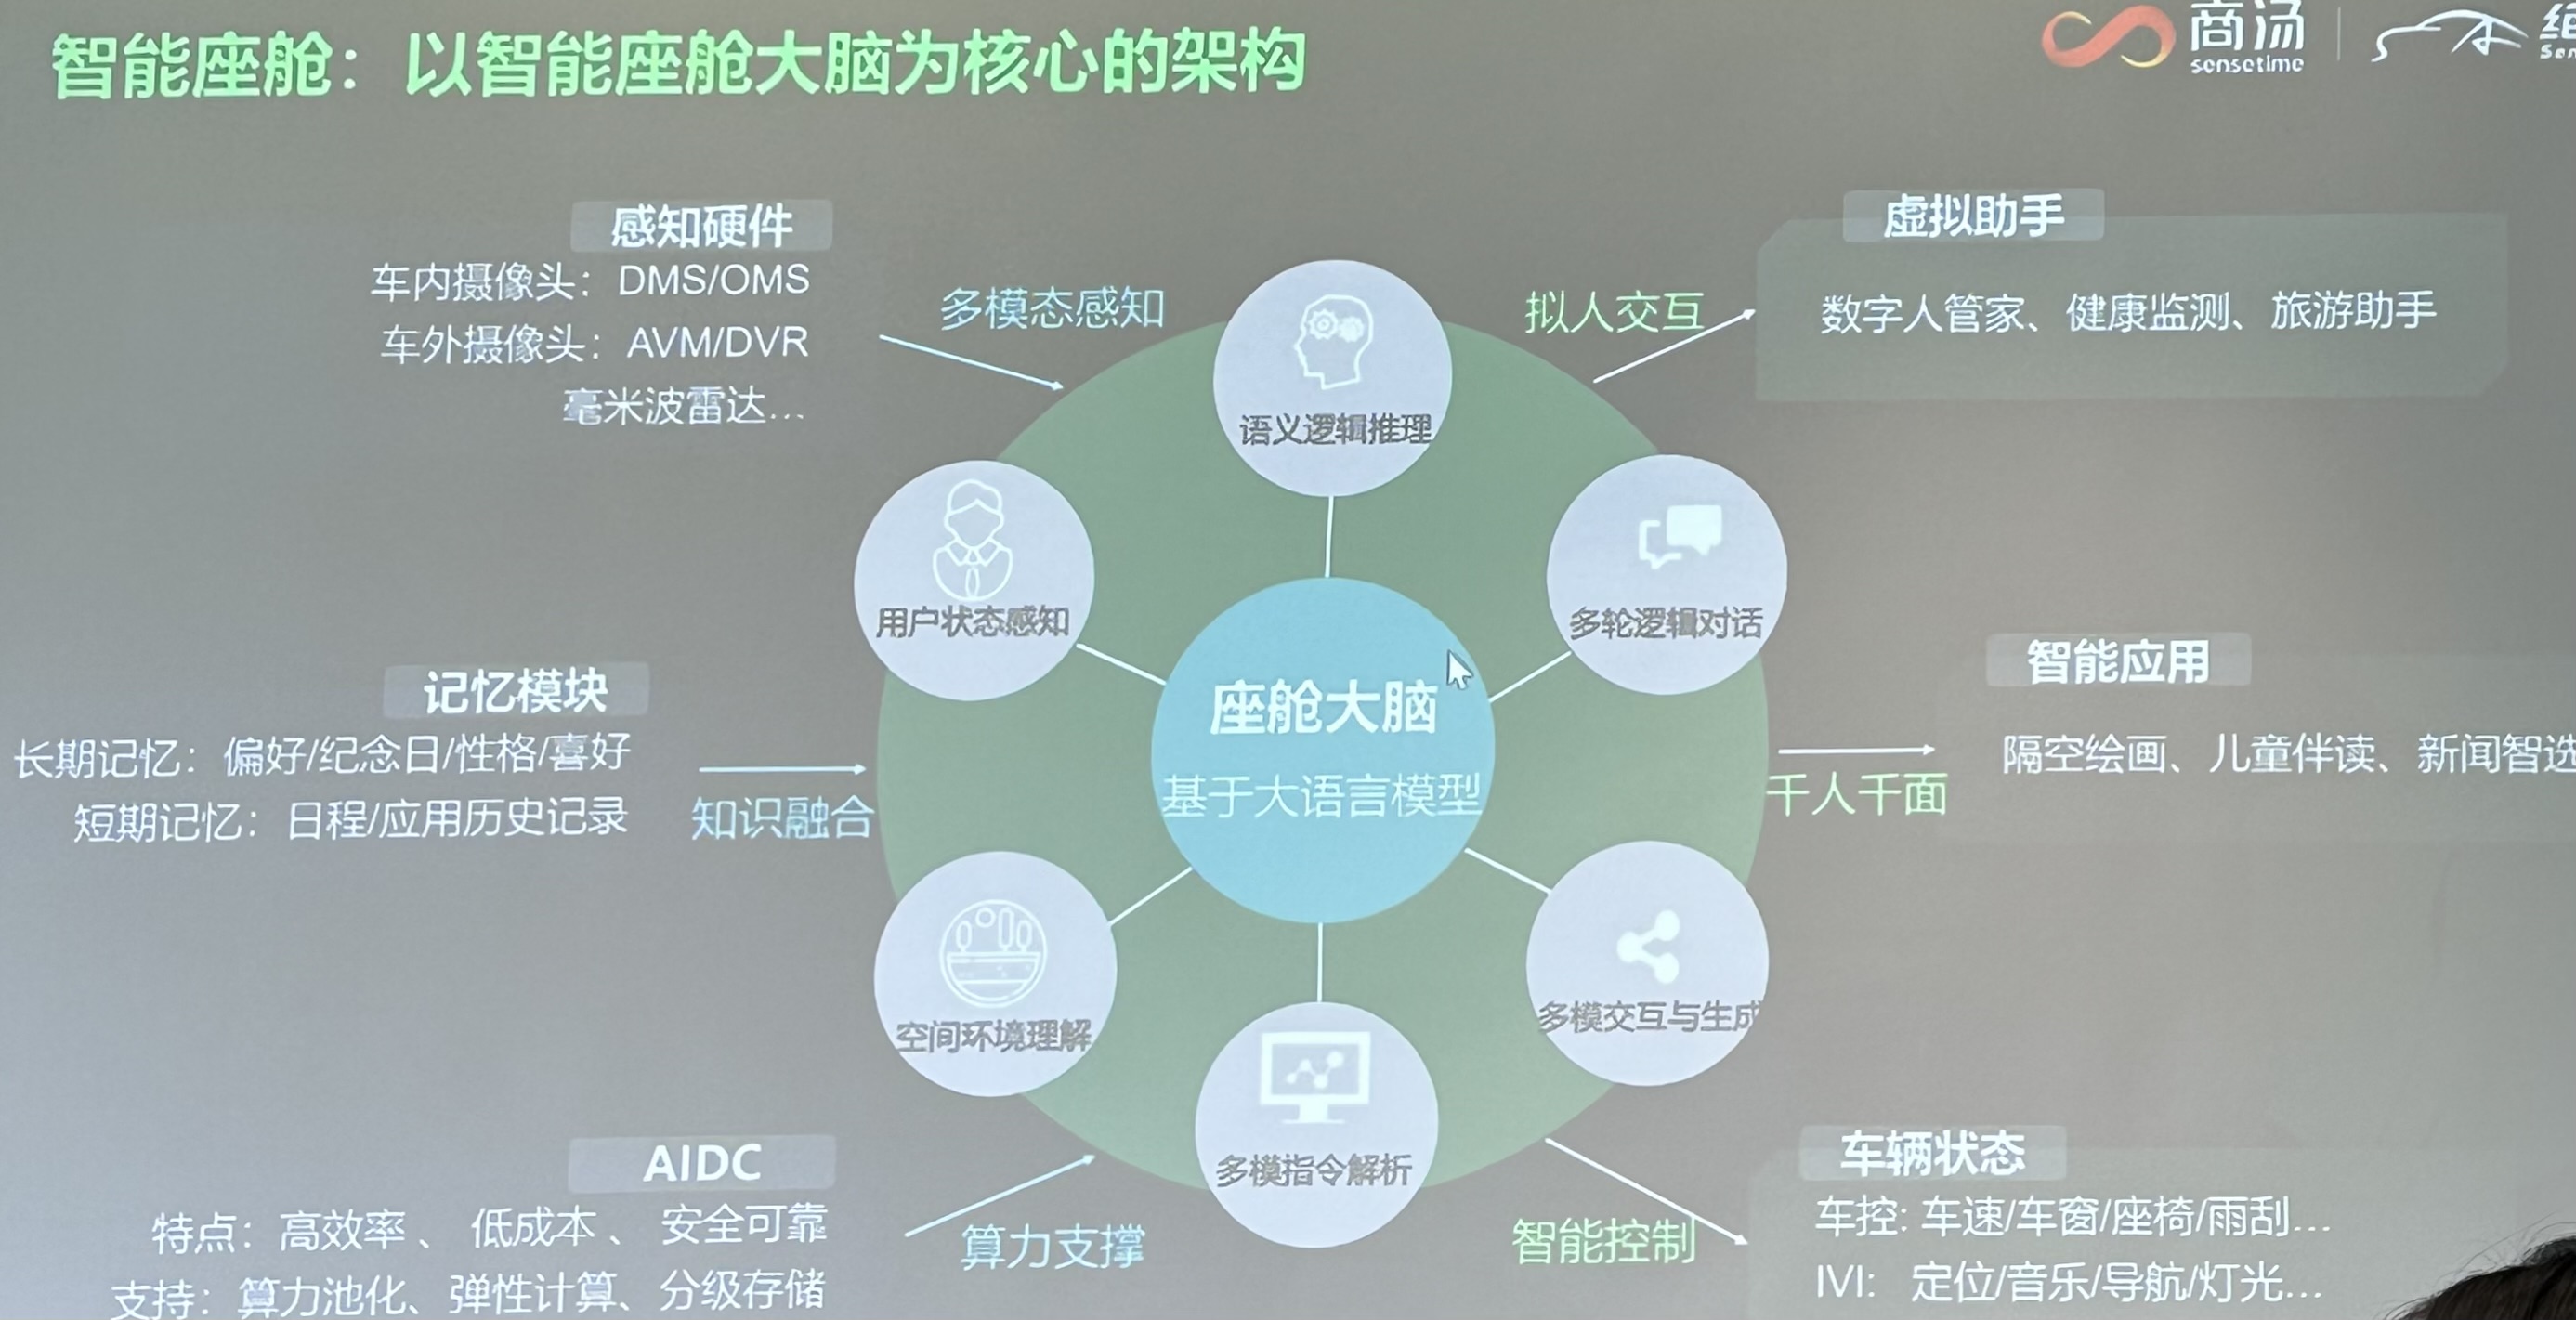 智能座舱：以智能座舱大脑为核心的架构
商汤
sensetime
感知硬件
车内摄像头：DMS/OMS
车外摄像头：AVM/DVR
毫米波雷达...
多模态感知
拟人交互
虚拟助手
数字人管家、健康监测、旅游助手
语义逻辑推理
用户状态感知
多轮逻辑对话
记忆模块
长期记忆：偏好/纪念日/性格/喜好
短期记忆：日程/应用历史记录
知识融合
座舱大脑
基于大语言模型
千人千面
智能应用
隔空绘画、儿童伴读、新闻智选
空间环境理解
多模交互与生成
多模指令解析
AIDC
特点：高效率、低成本、安全可靠
支持：算力池化、弹性计算、分级存储
算力支撑
智能控制
车辆状态
车控: 车速/车窗/座椅/雨刮...
IVI: 定位/音乐/导航/灯光...